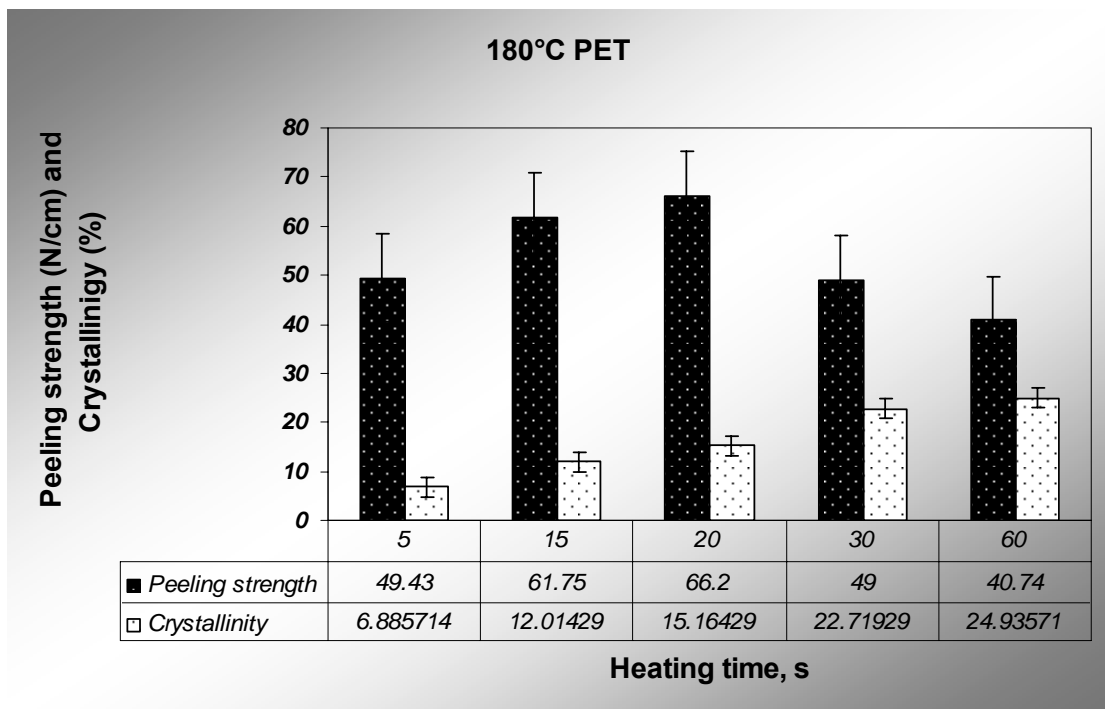 180°C PET
Peeling strength (N/cm) and
Crystallinigy (%)
80
70
60
50
40
30
20
10
0
5 15 20 30 60
Peeling strength 49.43 61.75 66.2 49 40.74
Crystallinity 6.885714 12.01429 15.16429 22.71929 24.93571
Heating time, s